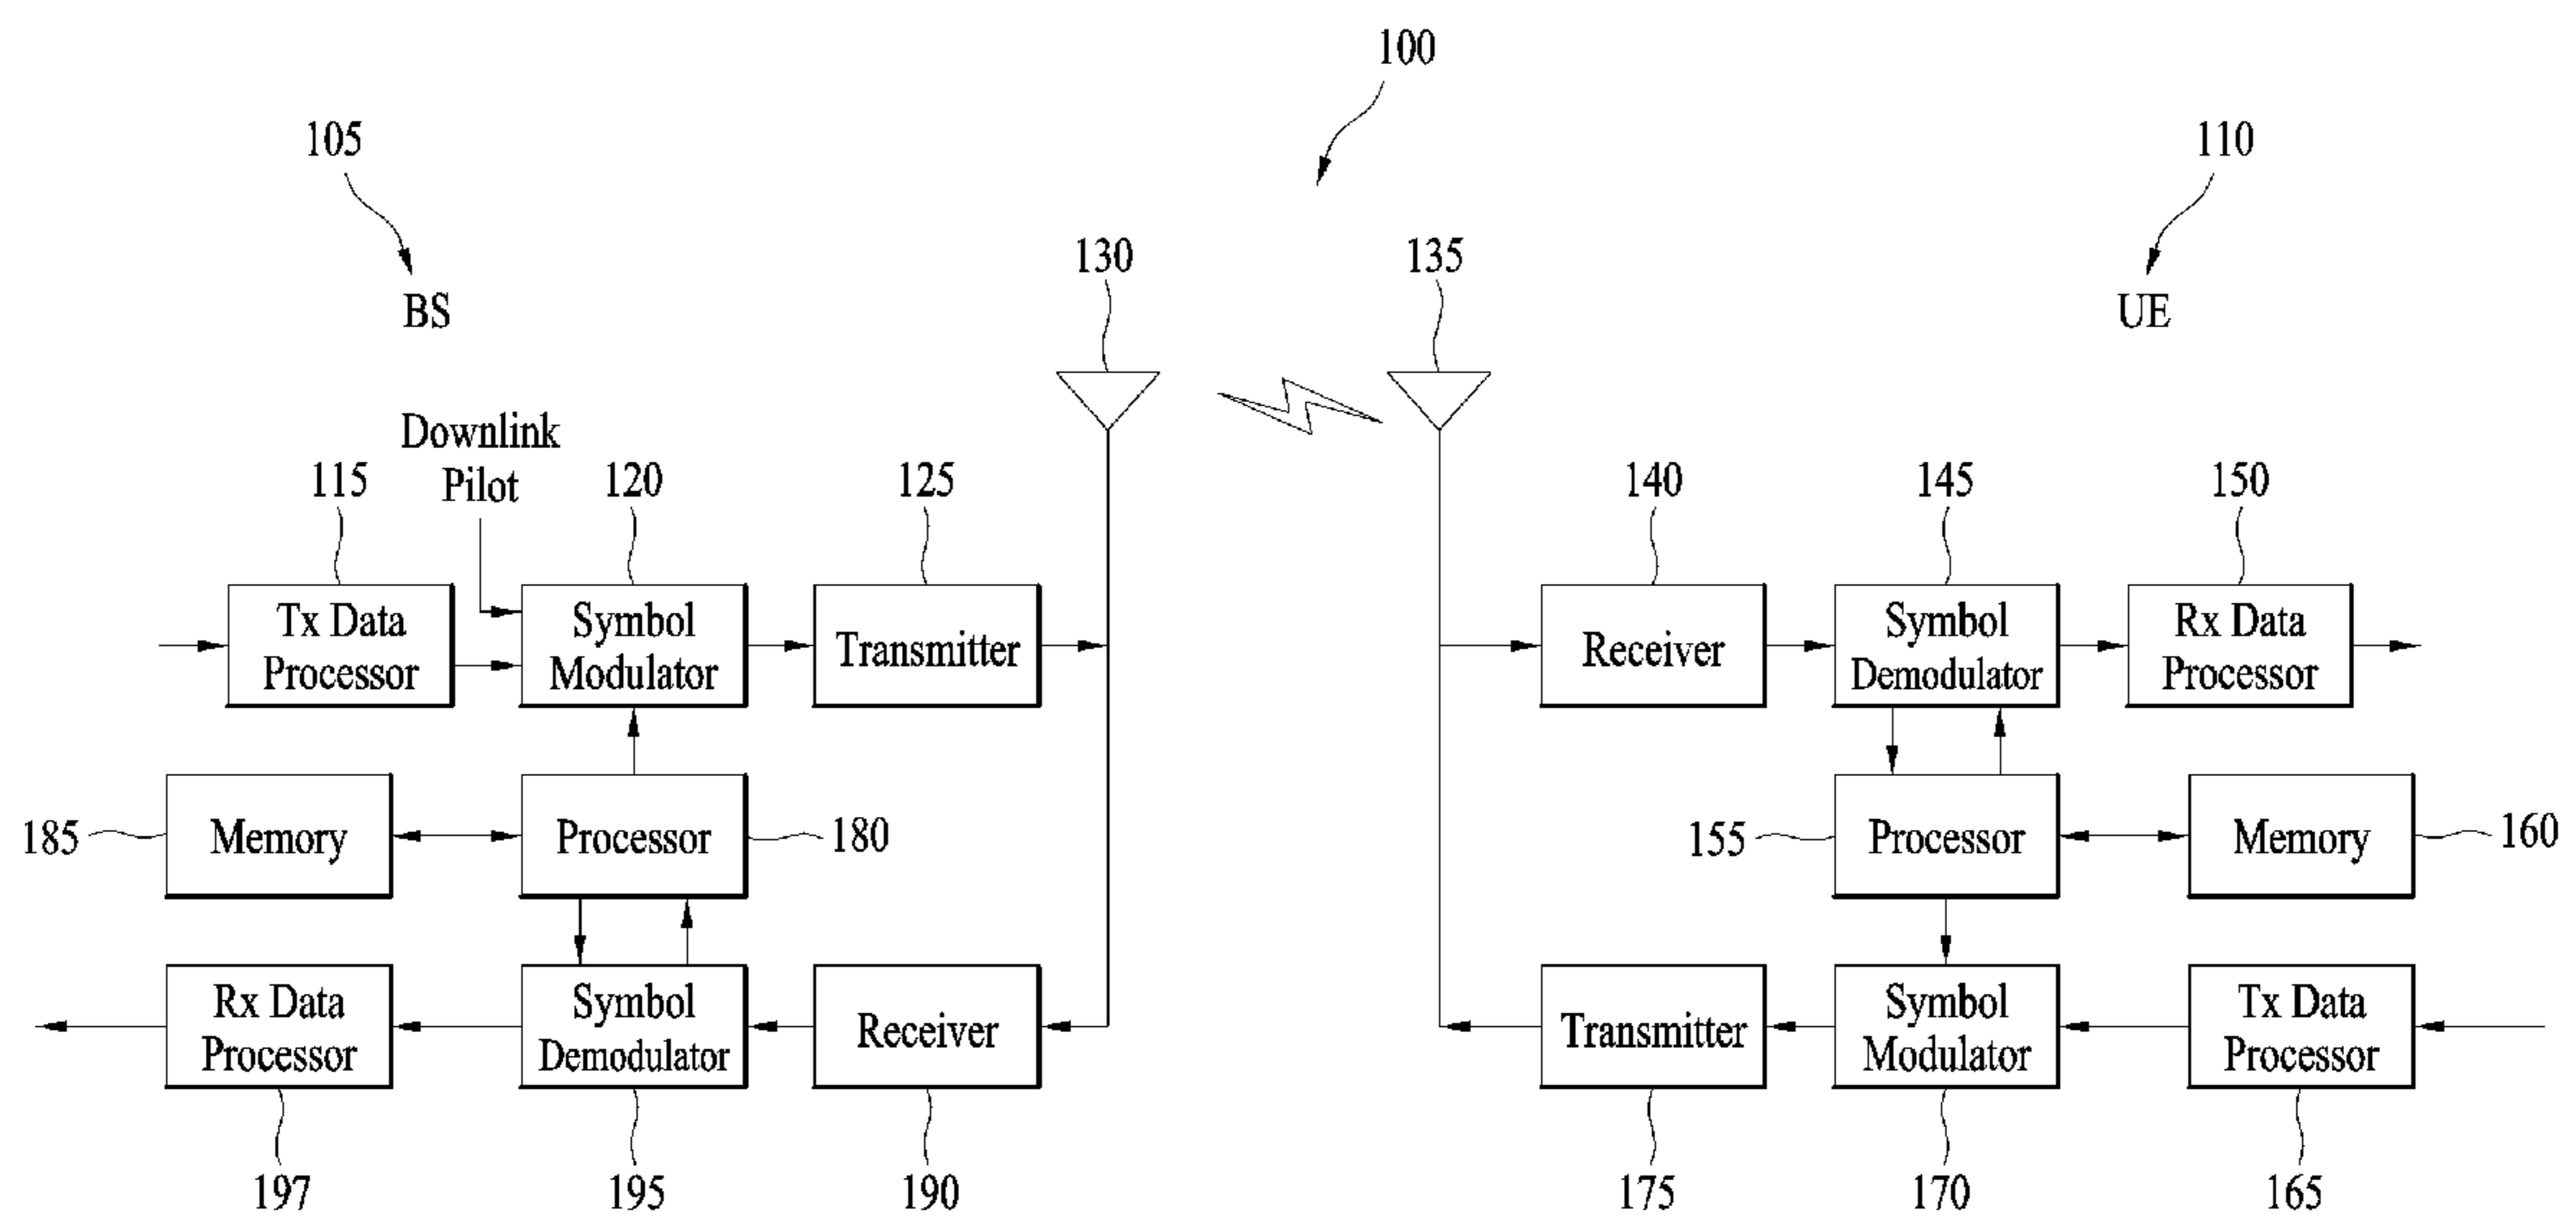 100
105
110
BS
UE
130
135
Downlink
Pilot
115
120
125
140
145
150
Tx Data
Processor
Symbol
Modulator
Transmitter
Receiver
Symbol
Demodulator
Rx Data
Processor
185
Memory
Processor
180
155
Processor
Memory
160
Rx Data
Processor
Symbol
Demodulator
Receiver
Transmitter
Symbol
Modulator
Tx Data
Processor
197
195
190
175
170
165